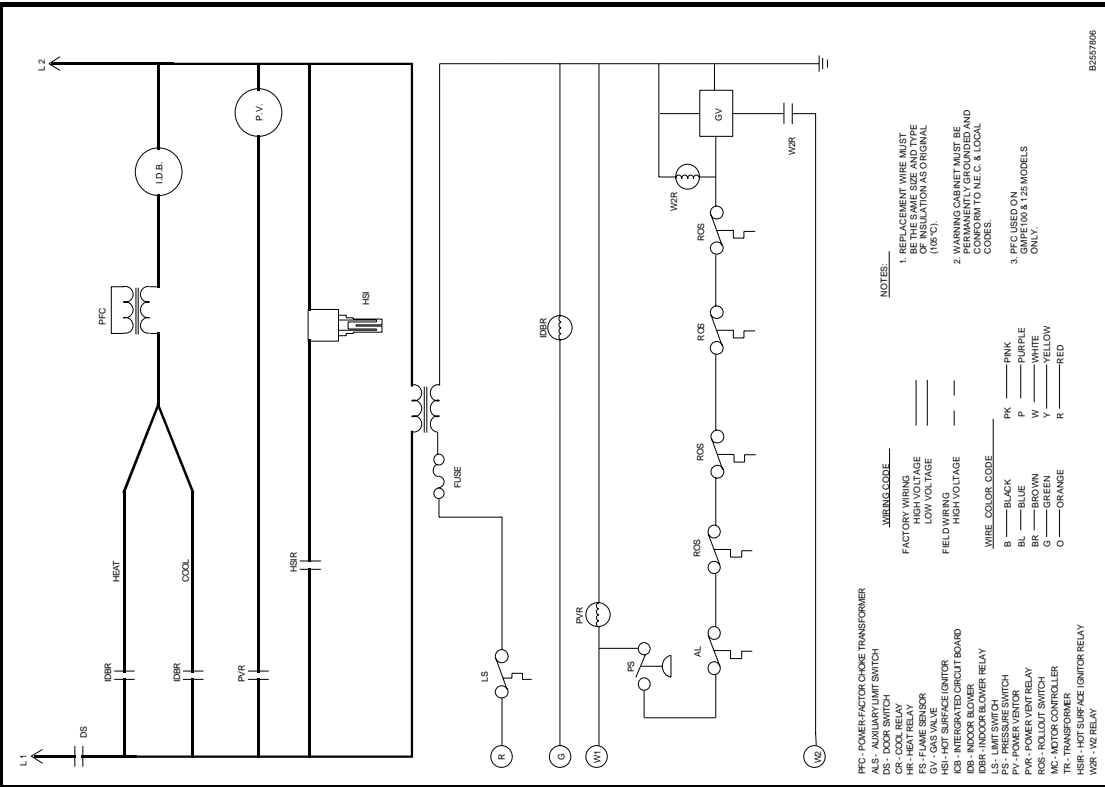 L 1
L 2
DS
IDBR
HEAT
PFC
I.D.B.
IDBR
COOL
PVR
P.V.
HSIR
HSI
FUSE
LS
R
IDBR
G
PVR
W1
PS
AL
ROS
ROS
ROS
ROS
W2R
GV
W2R
W2
PFC - POWER-FACTOR CHOKE TRANSFORMER
ALS - AUXILIARY LIMIT SWITCH
DS - DOOR SWITCH
CR - COOL RELAY
HR - HEAT RELAY
FS - FLAME SENSOR
GV - GAS VALVE
HSI - HOT SURFACE IGNITOR
ICB - INTERGRATED CIRCUIT BOARD
IDB - INDOOR BLOWER
IDBR - INDOOR BLOWER RELAY
LS - LIMIT SWITCH
PS - PRESSURE SWITCH
PV - POWER VENTOR
PVR - POWER VENT RELAY
ROS - ROLLOUT SWITCH
MC - MOTOR CONTROLLER
TR - TRANSFORMER
HSIR - HOT SURFACE IGNITOR RELAY
W2R - W2 RELAY
WIRING CODE
FACTORY WIRING
HIGH VOLTAGE
LOW VOLTAGE
FIELD WIRING
HIGH VOLTAGE
WIRE COLOR CODE
B BLACK PK PINK
BL BLUE P PURPLE
BR BROWN W WHITE
G GREEN Y YELLOW
O ORANGE R RED
NOTES:
1. REPLACEMENT WIRE MUST
BE THE SAME SIZE AND TYPE
OF INSULATION AS ORIGINAL
(105°C).
2. WARNING CABINET MUST BE
PERMANENTLY GROUNDED AND
CONFORM TO N.E.C. & LOCAL
CODES.
3. PFC USED ON
GMPE100 & 125 MODELS
ONLY.
B2557806